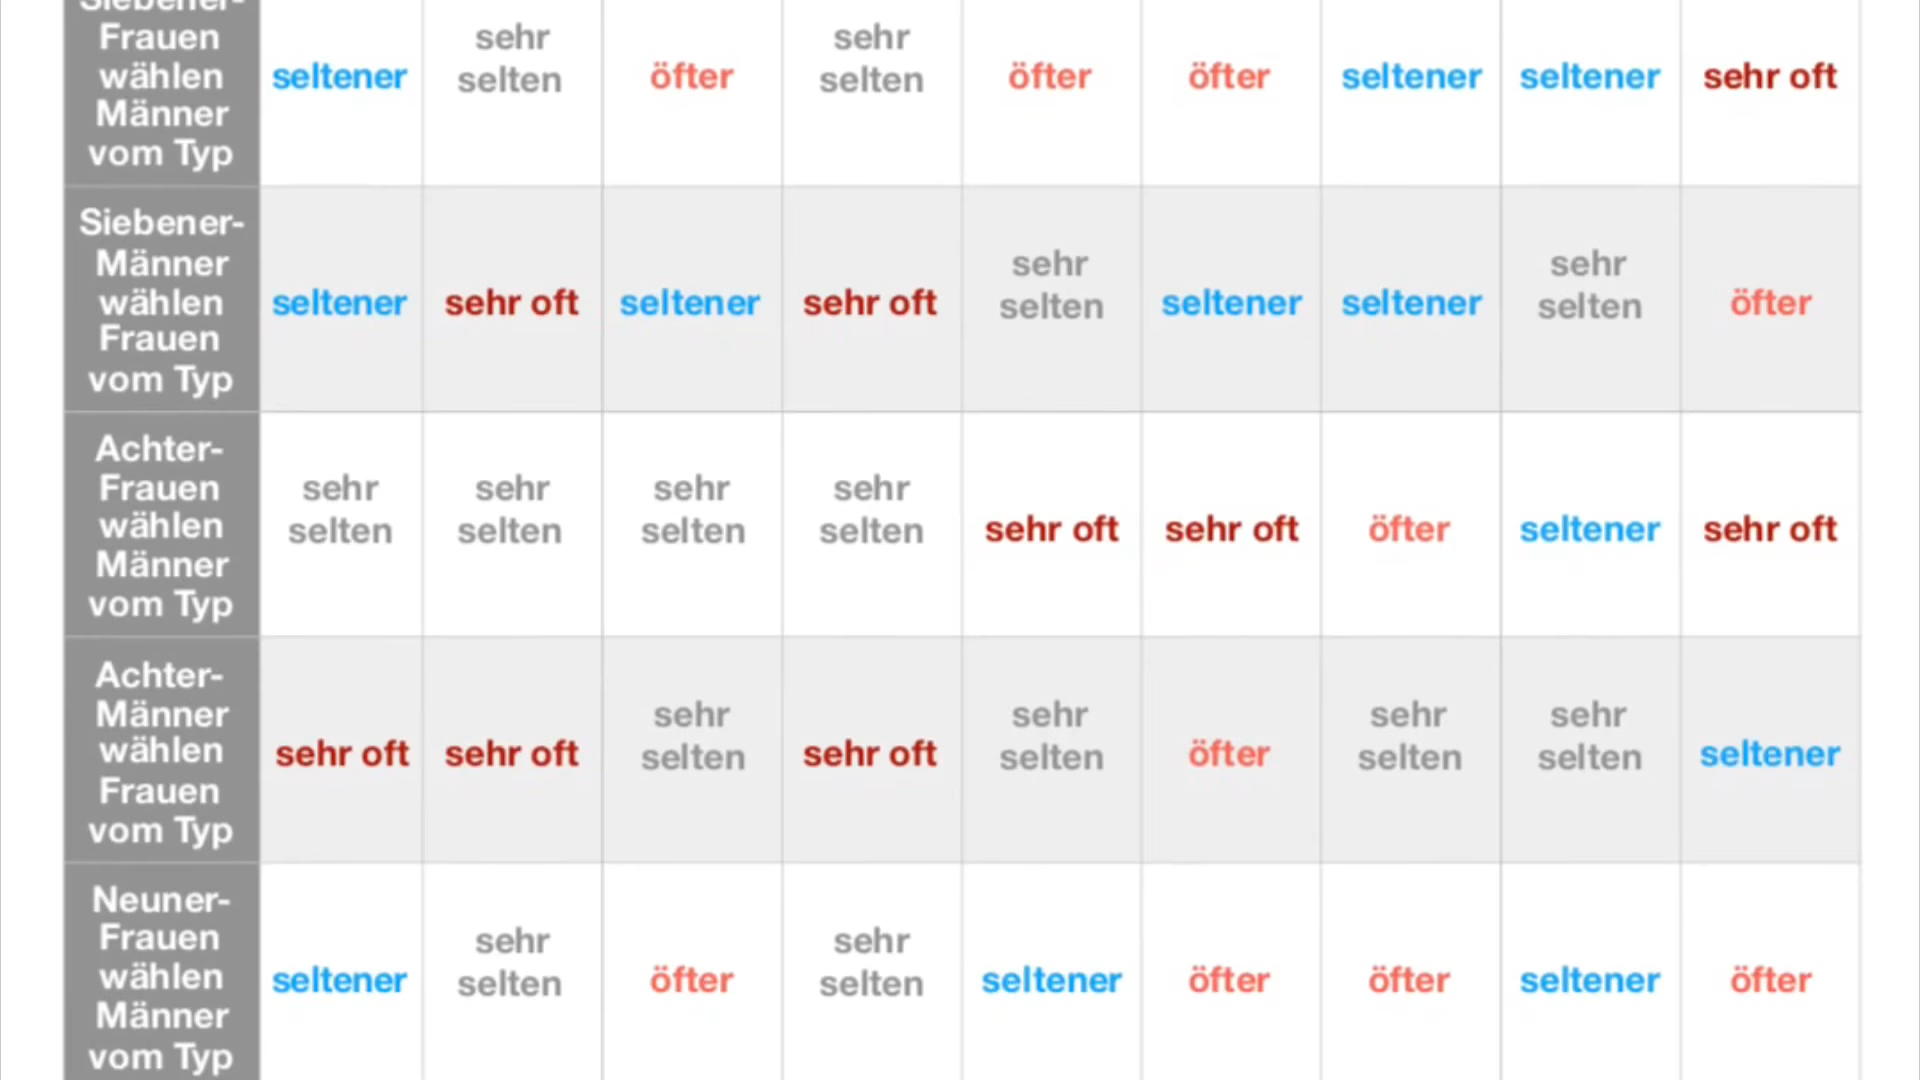 Siebener-
Frauen
wählen
Männer
vom Typ
seltener
sehr
selten
öfter
sehr
selten
öfter
öfter
seltener
seltener
sehr oft
Siebener-
Männer
wählen
Frauen
vom Typ
seltener
sehr oft
seltener
sehr oft
sehr
selten
seltener
seltener
sehr
selten
öfter
Achter-
Frauen
wählen
Männer
vom Typ
sehr
selten
sehr
selten
sehr
selten
sehr
selten
sehr oft
sehr oft
öfter
seltener
sehr oft
Achter-
Männer
wählen
Frauen
vom Typ
sehr oft
sehr oft
sehr
selten
sehr oft
sehr
selten
öfter
sehr
selten
sehr
selten
seltener
Neuner-
Frauen
wählen
Männer
vom Typ
seltener
sehr
selten
öfter
sehr
selten
seltener
öfter
öfter
seltener
öfter